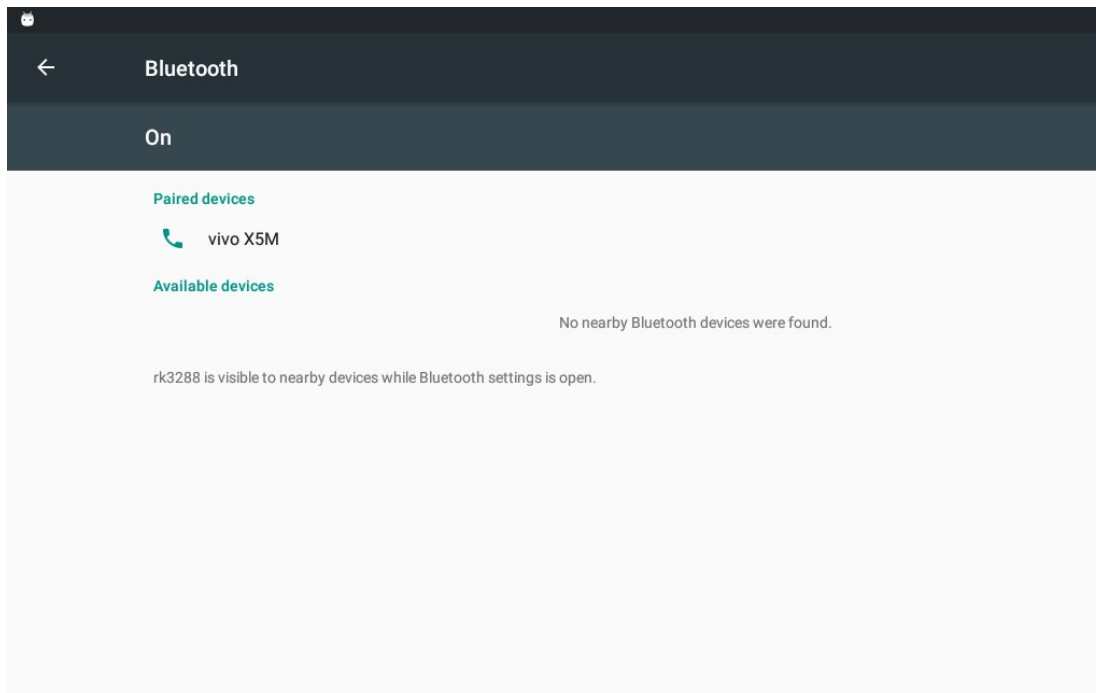 Bluetooth
On
Paired devices
vivo X5M
Available devices
No nearby Bluetooth devices were found.
rk3288 is visible to nearby devices while Bluetooth settings is open.